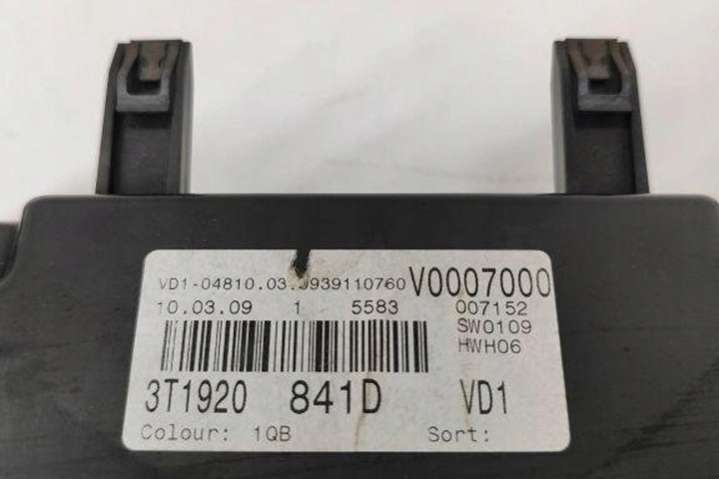 VD1-04810.03.0939110760 V0007000
10.03.09 1 5583 007152
SW0109
HWH06
3T1920 841D VD1
Colour: 1QB Sort: